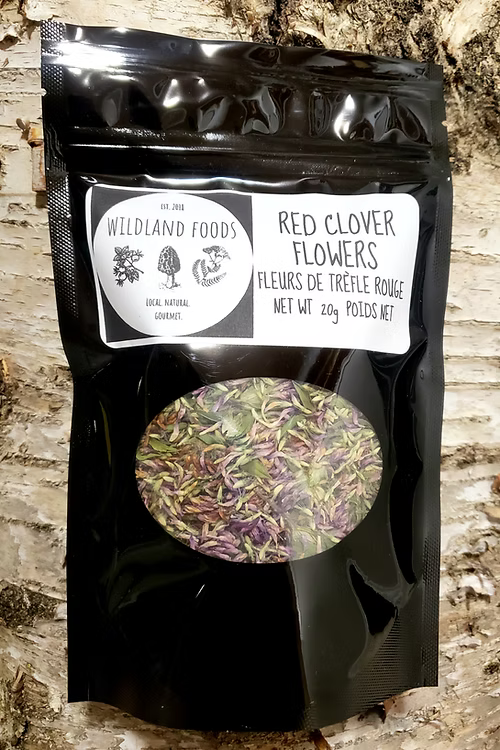 EST. 2018
WILDLAND FOODS
LOCAL. NATURAL.
GOURMET.
RED CLOVER
FLOWERS
FLEURS DE TRÈFLE ROUGE
NET WT 20g POIDS NET